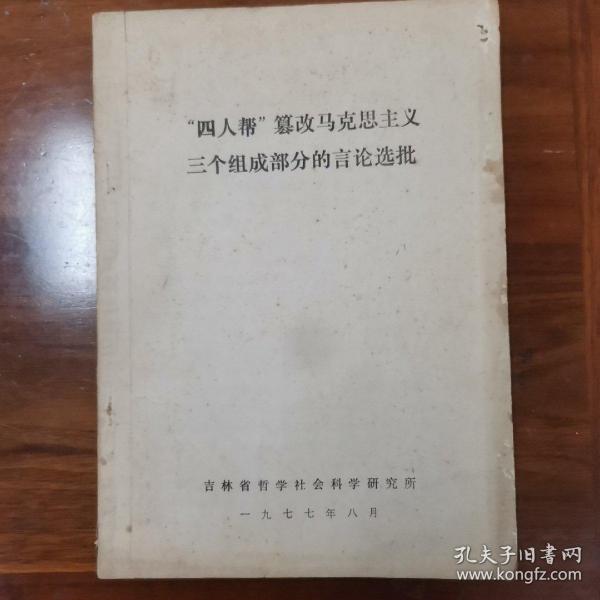 “四人帮”篡改马克思主义
三个组成部分的言论选批
吉林省哲学社会科学研究所
一九七七年八月
孔夫子旧书网
www.kongfz.com